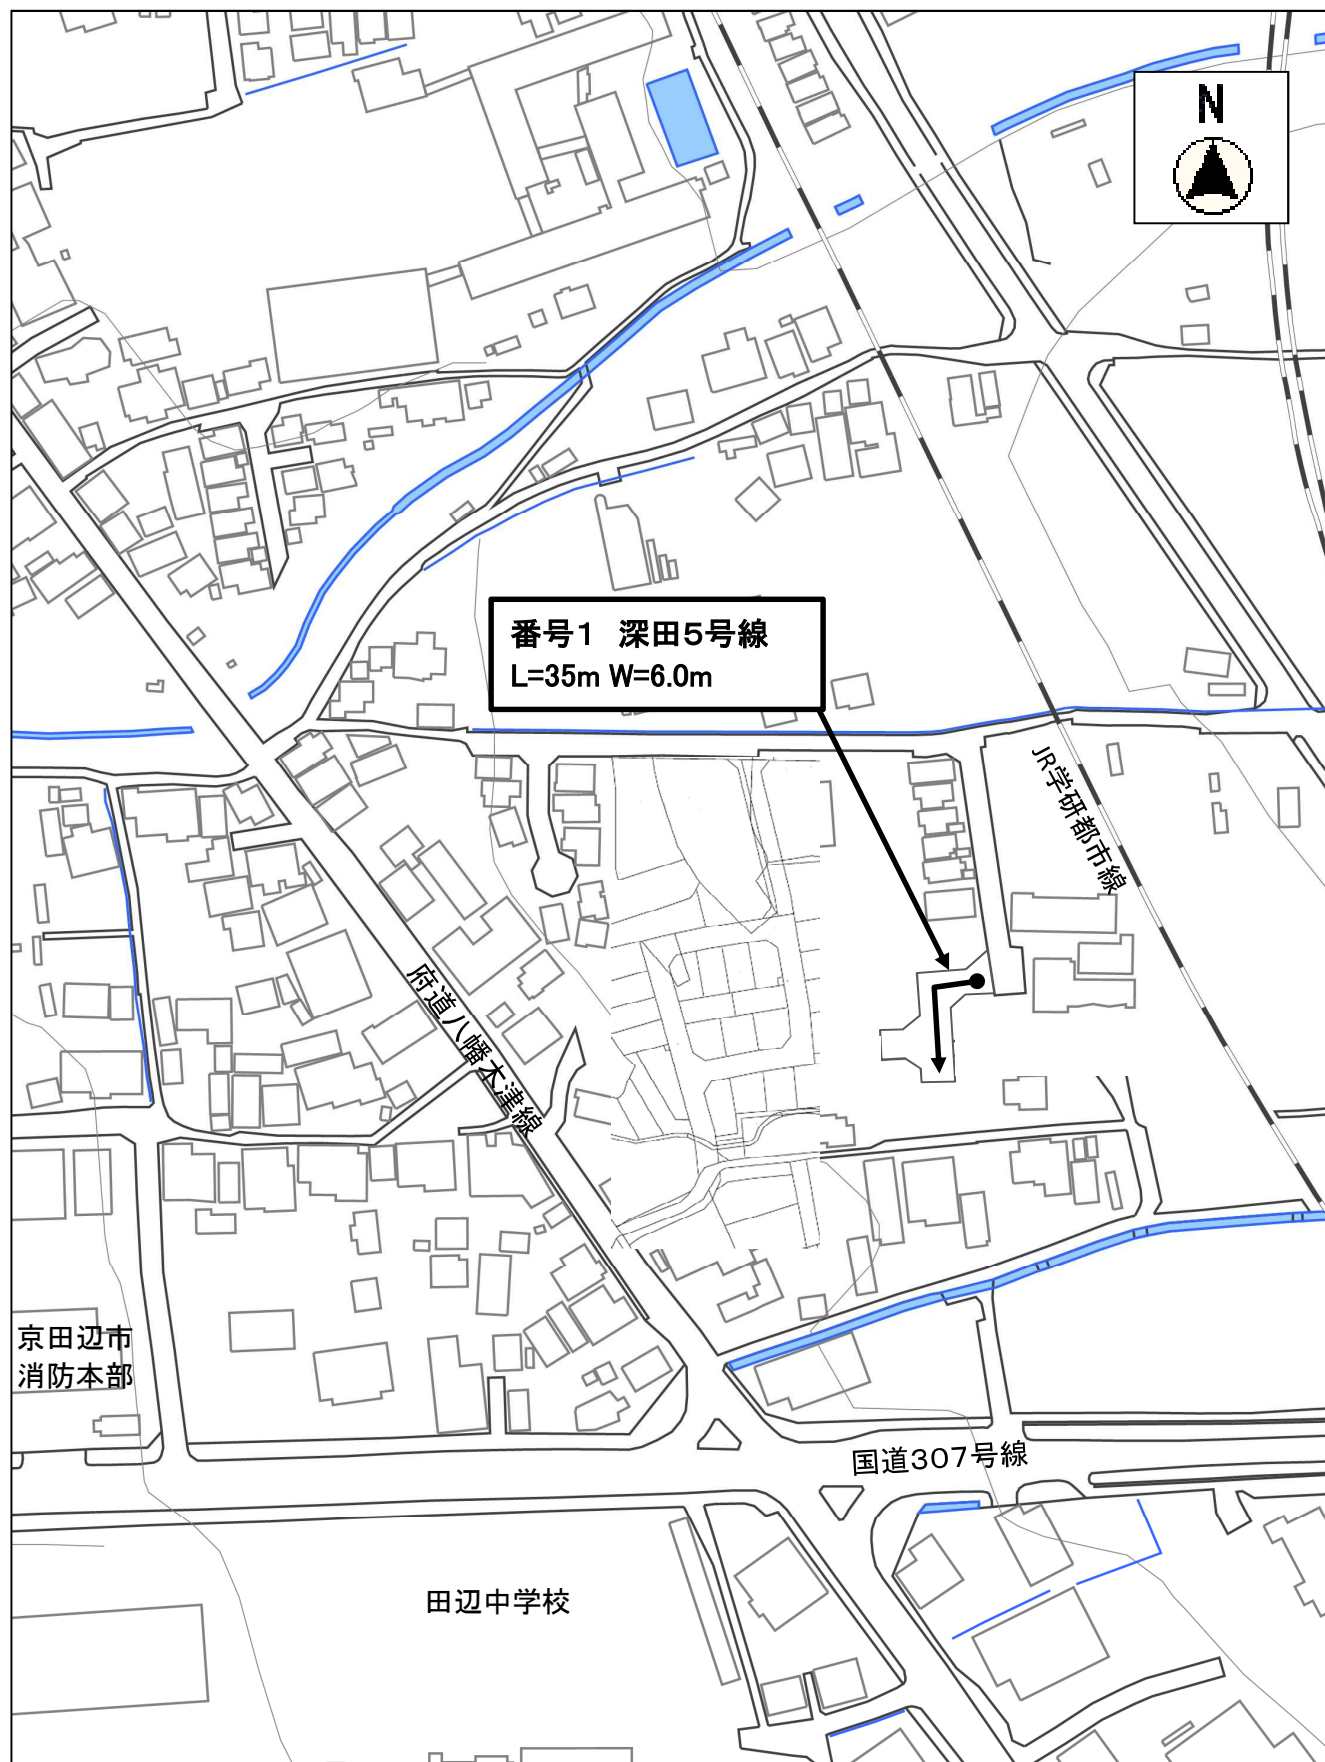 N
番号1 深田5号線
L=35m W=6.0m
JR学研都市線
府道八幡木津線
京田辺市
消防本部
国道307号線
田辺中学校